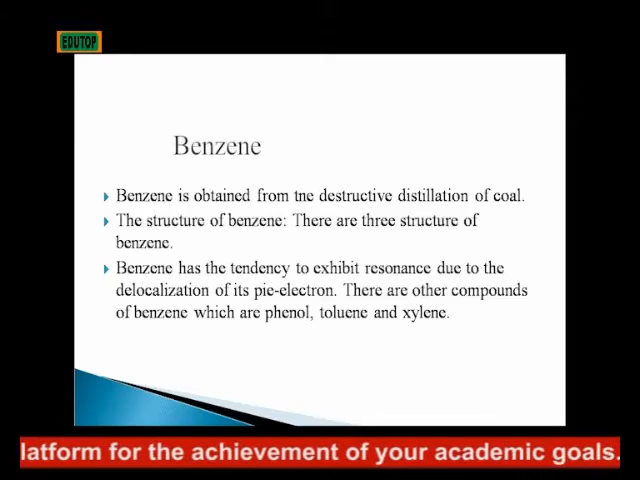 EDUTOP
Benzene
Benzene is obtained from tne destructive distillation of coal.
The structure of benzene: There are three structure of
benzene.
Benzene has the tendency to exhibit resonance due to the
delocalization of its pie-electron. There are other compounds
of benzene which are phenol, toluene and xylene.
latform for the achievement of your academic goals.